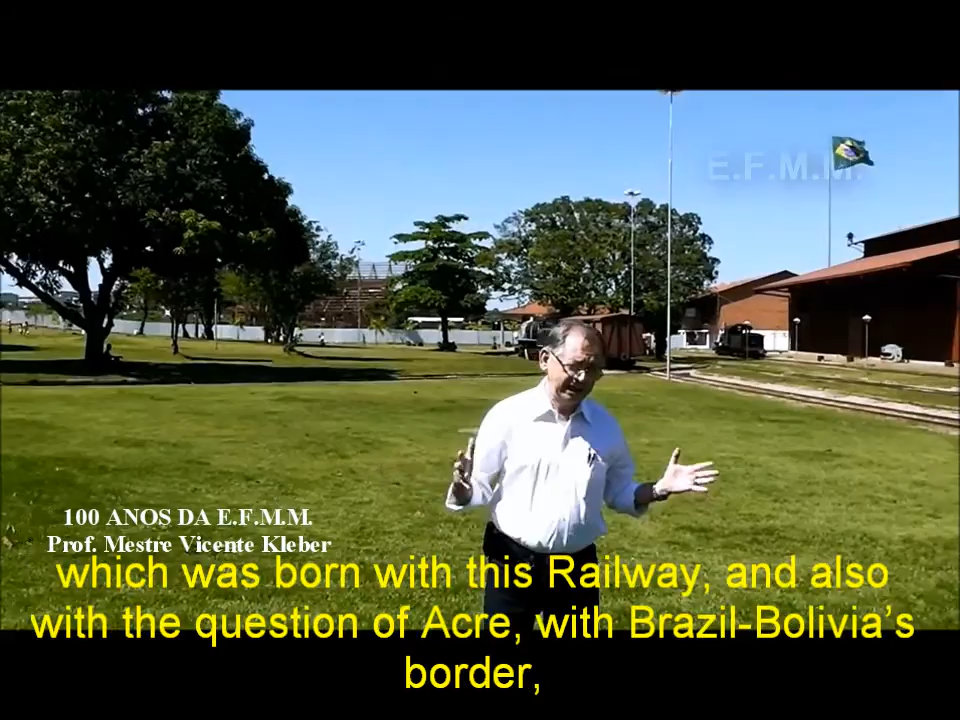 E.F.M.M.
100 ANOS DA E.F.M.M.
Prof. Mestre Vicente Kleber
which was born with this Railway, and also
with the question of Acre, with Brazil-Bolivia’s
border,